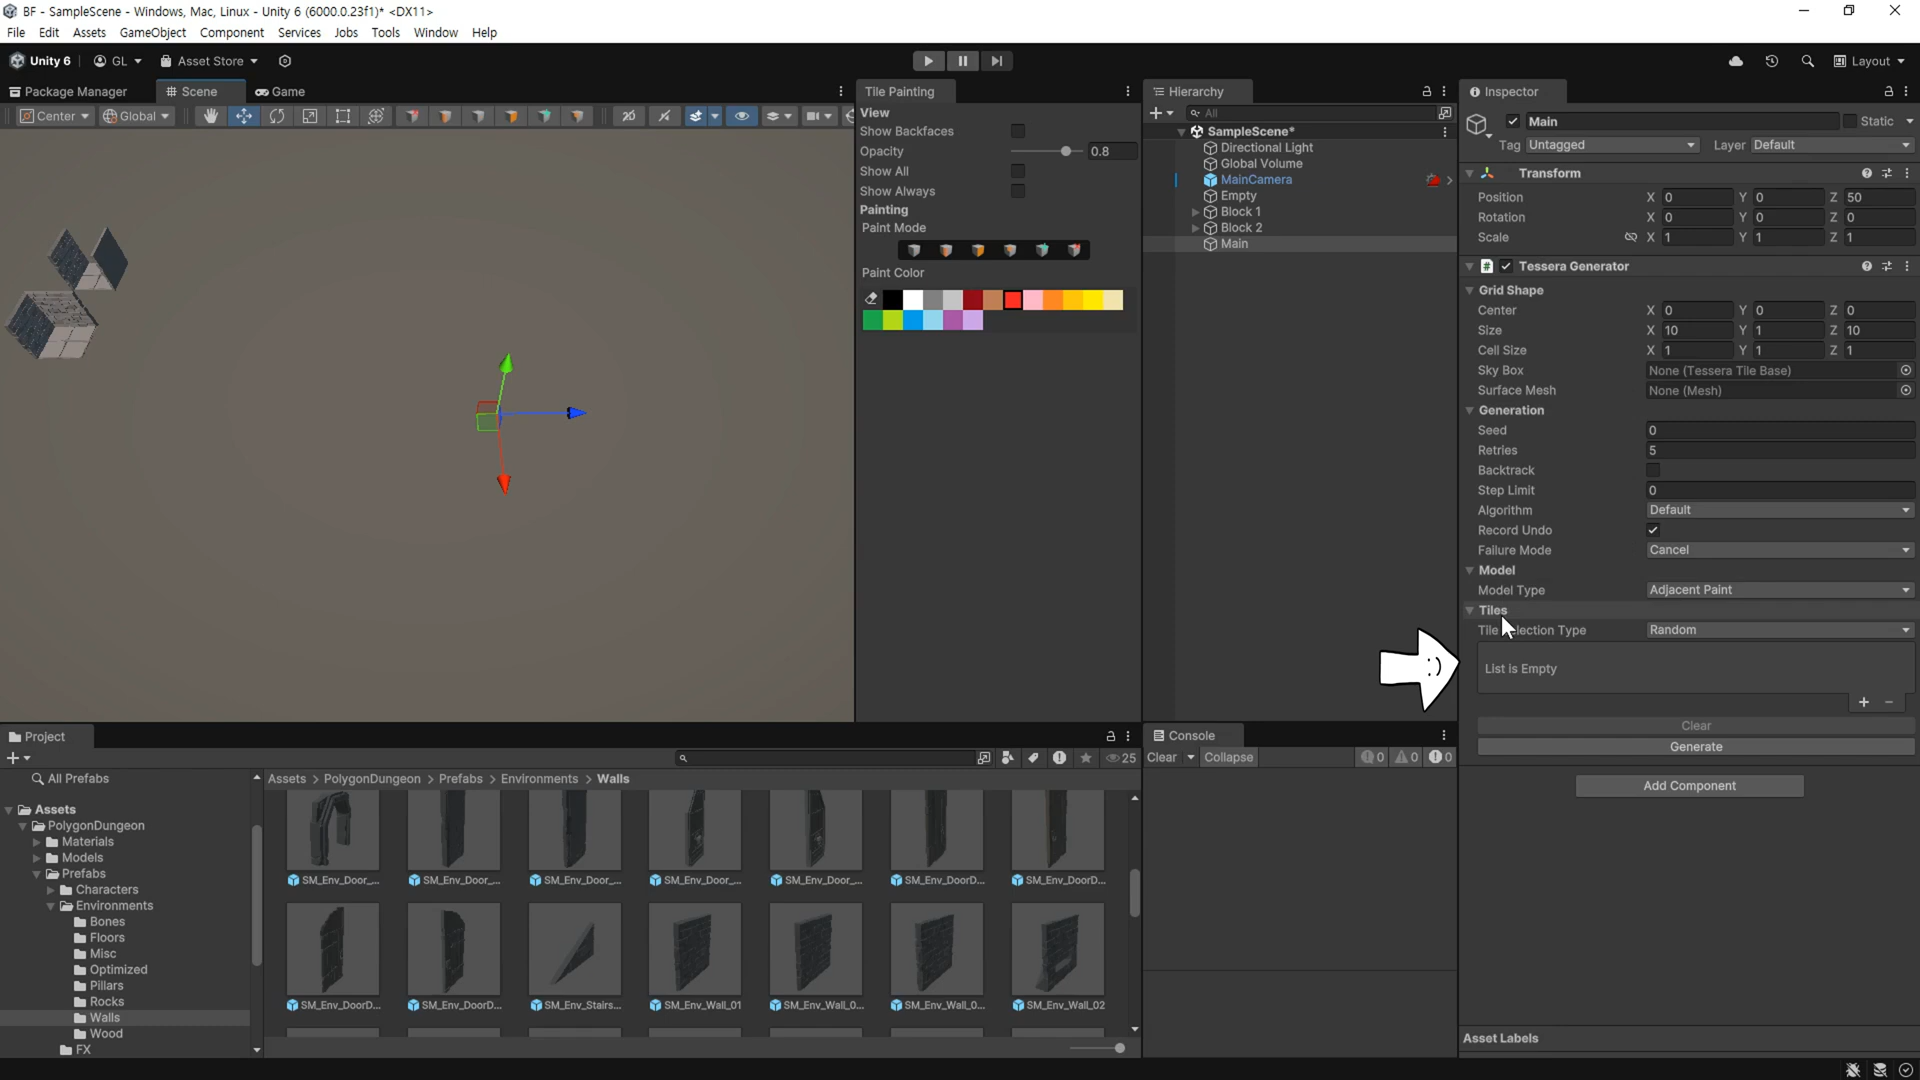 BF - SampleScene - Windows, Mac, Linux - Unity 6 (6000.0.23f1)* <DX11>
File Edit Assets GameObject Component Services Jobs Tools Window Help
Unity 6 GL Asset Store Layout
Package Manager Scene Game
Center Global
Tile Painting
View
Show Backfaces
Opacity 0.8
Show All
Show Always
Painting
Paint Mode
Paint Color
Hierarchy
All
SampleScene*
Directional Light
Global Volume
MainCamera
Empty
Block 1
Block 2
Main
Inspector
Main Static
Tag Untagged Layer Default
Transform
Position X 0 Y 0 Z 50
Rotation X 0 Y 0 Z 0
Scale X 1 Y 1 Z 1
Tessera Generator
Grid Shape
Center X 0 Y 0 Z 0
Size X 10 Y 1 Z 10
Cell Size X 1 Y 1 Z 1
Sky Box None (Tessera Tile Base)
Surface Mesh None (Mesh)
Generation
Seed 0
Retries 5
Backtrack
Step Limit 0
Algorithm Default
Record Undo
Failure Mode Cancel
Model
Model Type Adjacent Paint
Tiles
Tile ection Type Random
List is Empty
Clear
Generate
Add Component
Asset Labels
Project
25
All Prefabs
Assets
PolygonDungeon
Materials
Models
Prefabs
Characters
Environments
Bones
Floors
Misc
Optimized
Pillars
Rocks
Walls
Wood
FX
Assets > PolygonDungeon > Prefabs > Environments > Walls
SM_Env_Door_... SM_Env_Door_... SM_Env_Door_... SM_Env_Door_... SM_Env_Door_... SM_Env_DoorD... SM_Env_DoorD...
SM_Env_DoorD... SM_Env_DoorD... SM_Env_Stairs... SM_Env_Wall_01 SM_Env_Wall_0... SM_Env_Wall_0... SM_Env_Wall_02
Console
Clear Collapse 0 0 0